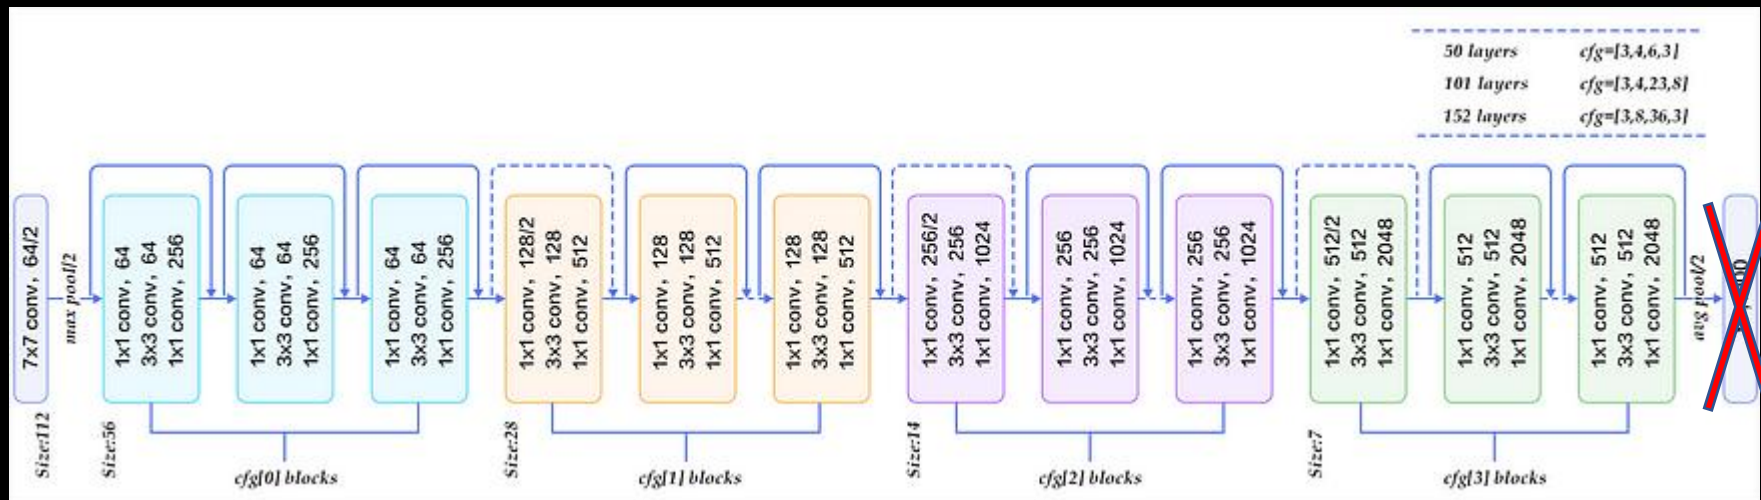 50 layers cfg=[3,4,6,3]
101 layers cfg=[3,4,23,8]
152 layers cfg=[3,8,36,3]
7x7 conv, 64/2
max pool/2
1x1 conv, 64
3x3 conv, 64
1x1 conv, 256
1x1 conv, 64
3x3 conv, 64
1x1 conv, 256
1x1 conv, 64
3x3 conv, 64
1x1 conv, 256
1x1 conv, 128/2
3x3 conv, 128
1x1 conv, 512
1x1 conv, 128
3x3 conv, 128
1x1 conv, 512
1x1 conv, 128
3x3 conv, 128
1x1 conv, 512
1x1 conv, 256/2
3x3 conv, 256
1x1 conv, 1024
1x1 conv, 256
3x3 conv, 256
1x1 conv, 1024
1x1 conv, 256
3x3 conv, 256
1x1 conv, 1024
1x1 conv, 512/2
3x3 conv, 512
1x1 conv, 2048
1x1 conv, 512
3x3 conv, 512
1x1 conv, 2048
1x1 conv, 512
3x3 conv, 512
1x1 conv, 2048
avg pool/2
Size:112
Size:56
Size:28
Size:14
Size:7
cfg[0] blocks
cfg[1] blocks
cfg[2] blocks
cfg[3] blocks